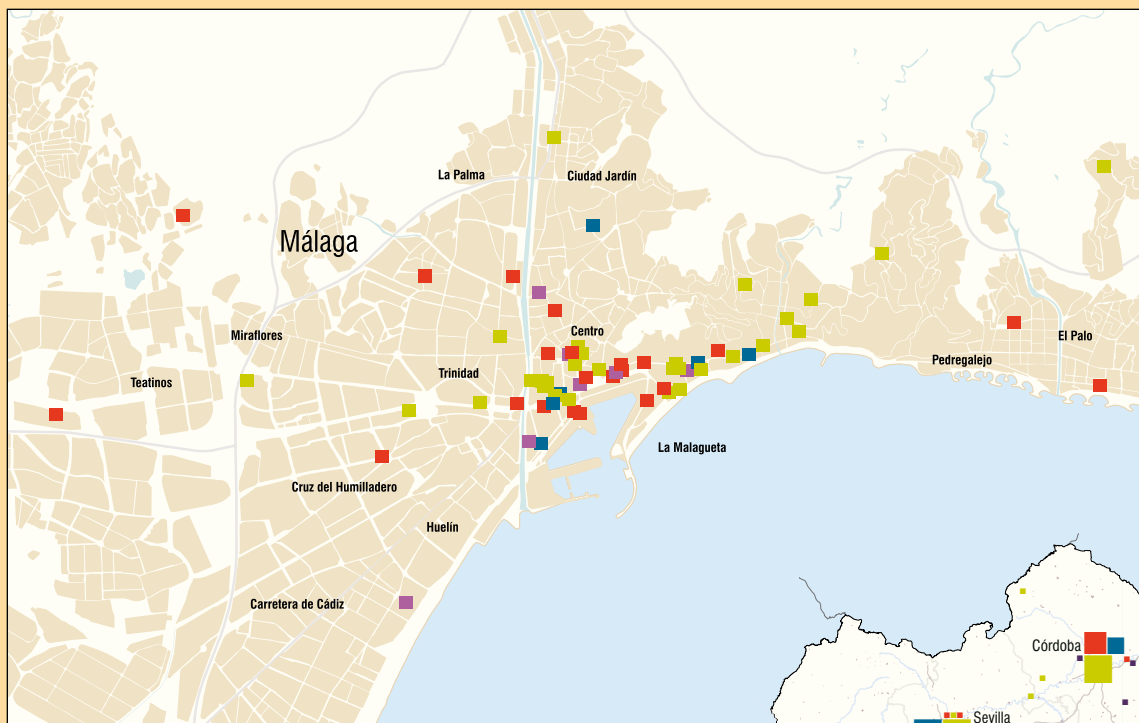 La Palma
Ciudad Jardín
Málaga
Miraflores
Centro
El Palo
Pedregalejo
Teatinos
Trinidad
La Malagueta
Cruz del Humilladero
Huelín
Carretera de Cádiz
Córdoba
Sevilla